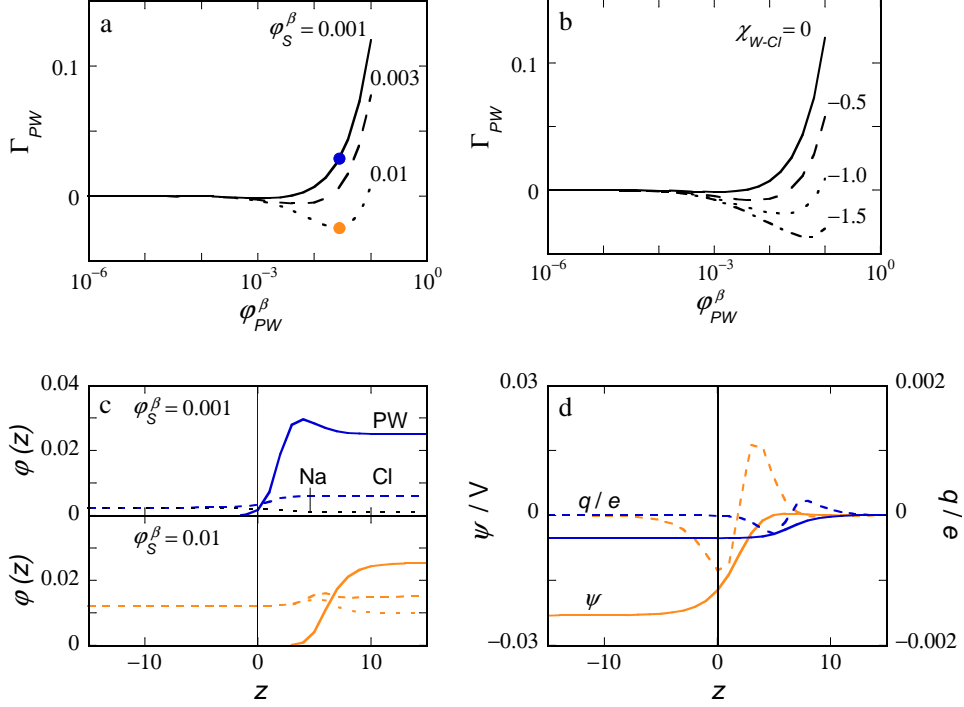 a
φ_S^β = 0.001
0.003
0.01
0.1
0
Γ_PW
10^−6
10^−3
10^0
φ_PW^β
b
χ_W-Cl = 0
−0.5
−1.0
−1.5
0.1
0
Γ_PW
10^−6
10^−3
10^0
φ_PW^β
c
φ_S^β = 0.001
PW
Na
Cl
0.04
0.02
0
φ(z)
φ_S^β = 0.01
0.02
0
φ(z)
−10
0
10
z
d
q / e
ψ
0.03
−0.0
−0.03
ψ / V
0.002
0
−0.002
q / e
−10
0
10
z